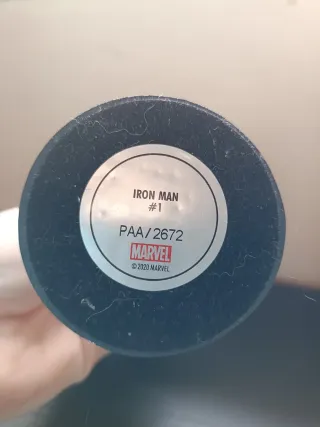 IRON MAN
#1
PAA/2672
MARVEL
©2020 MARVEL